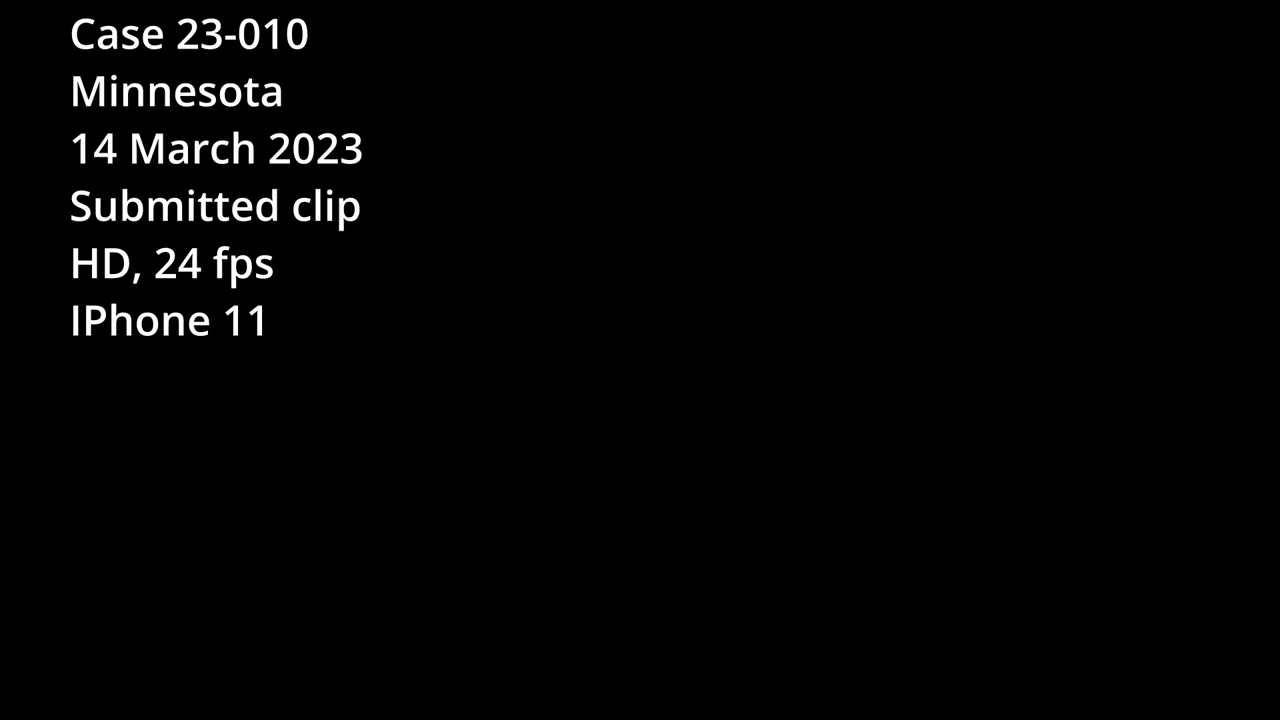 Case 23-010
Minnesota
14 March 2023
Submitted clip
HD, 24 fps
IPhone 11